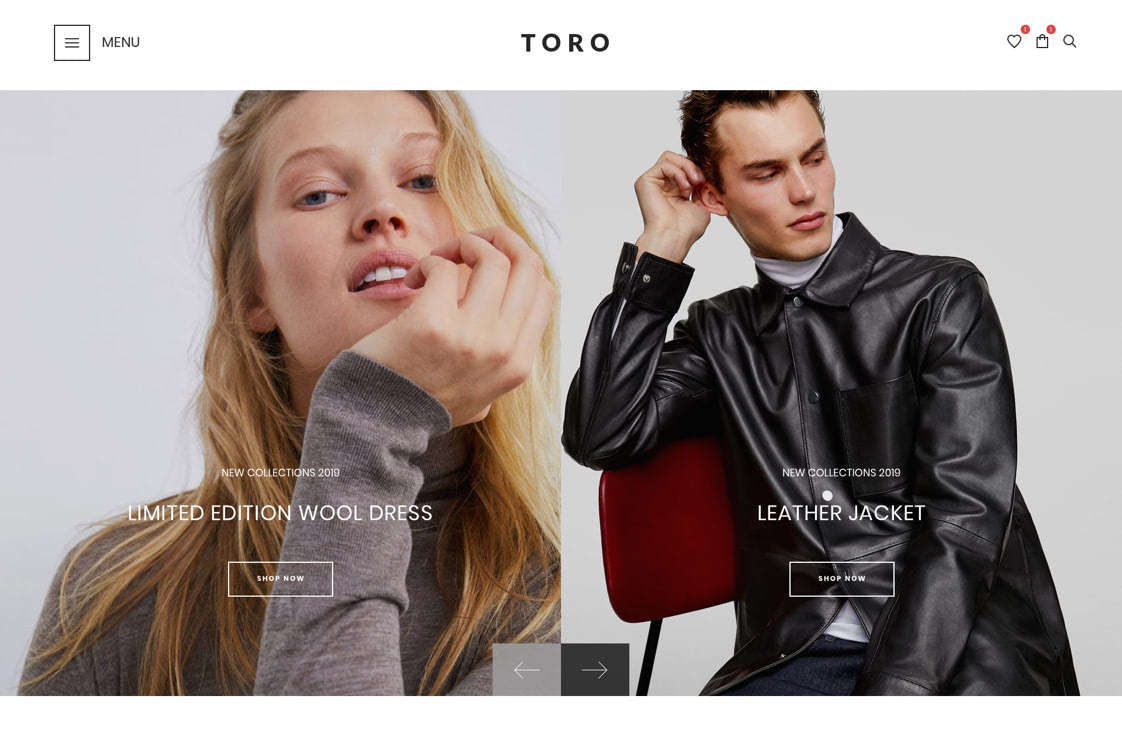 MENU
TORO
1
1
NEW COLLECTIONS 2019
LIMITED EDITION WOOL DRESS
SHOP NOW
NEW COLLECTIONS 2019
LEATHER JACKET
SHOP NOW